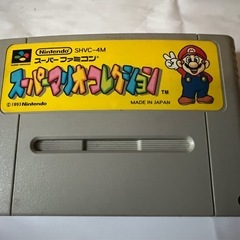 Nintendo SHVC-4M
スーパーファミコン
スーパーマリオコレクション TM
© 1993 Nintendo
MADE IN JAPAN